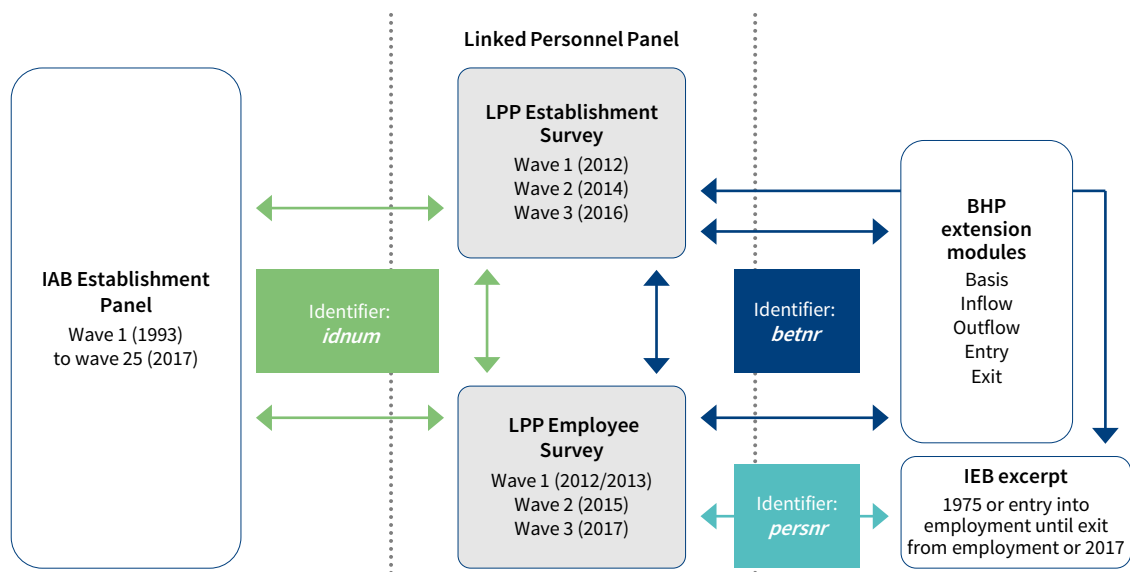 Linked Personnel Panel
IAB Establishment
Panel
Wave 1 (1993)
to wave 25 (2017)
Identifier:
idnum
LPP Establishment
Survey
Wave 1 (2012)
Wave 2 (2014)
Wave 3 (2016)
LPP Employee
Survey
Wave 1 (2012/2013)
Wave 2 (2015)
Wave 3 (2017)
Identifier:
betnr
Identifier:
persnr
BHP
extension
modules
Basis
Inflow
Outflow
Entry
Exit
IEB excerpt
1975 or entry into
employment until exit
from employment or 2017